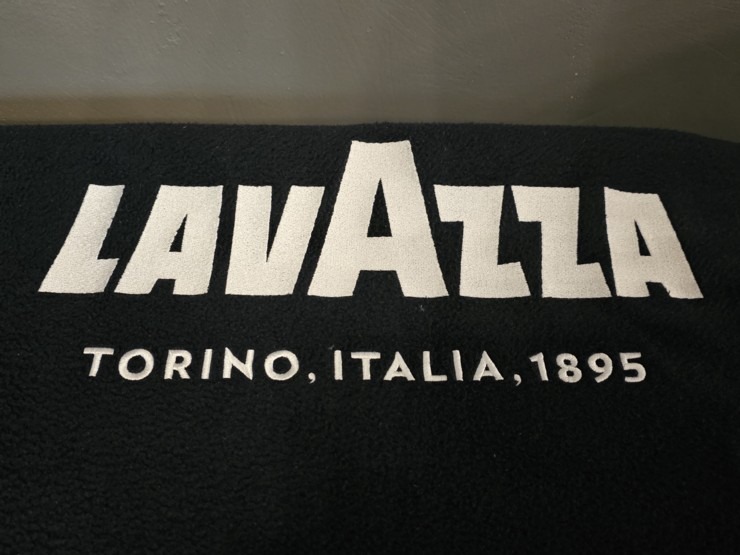 LAVAZZA
TORINO, ITALIA, 1895